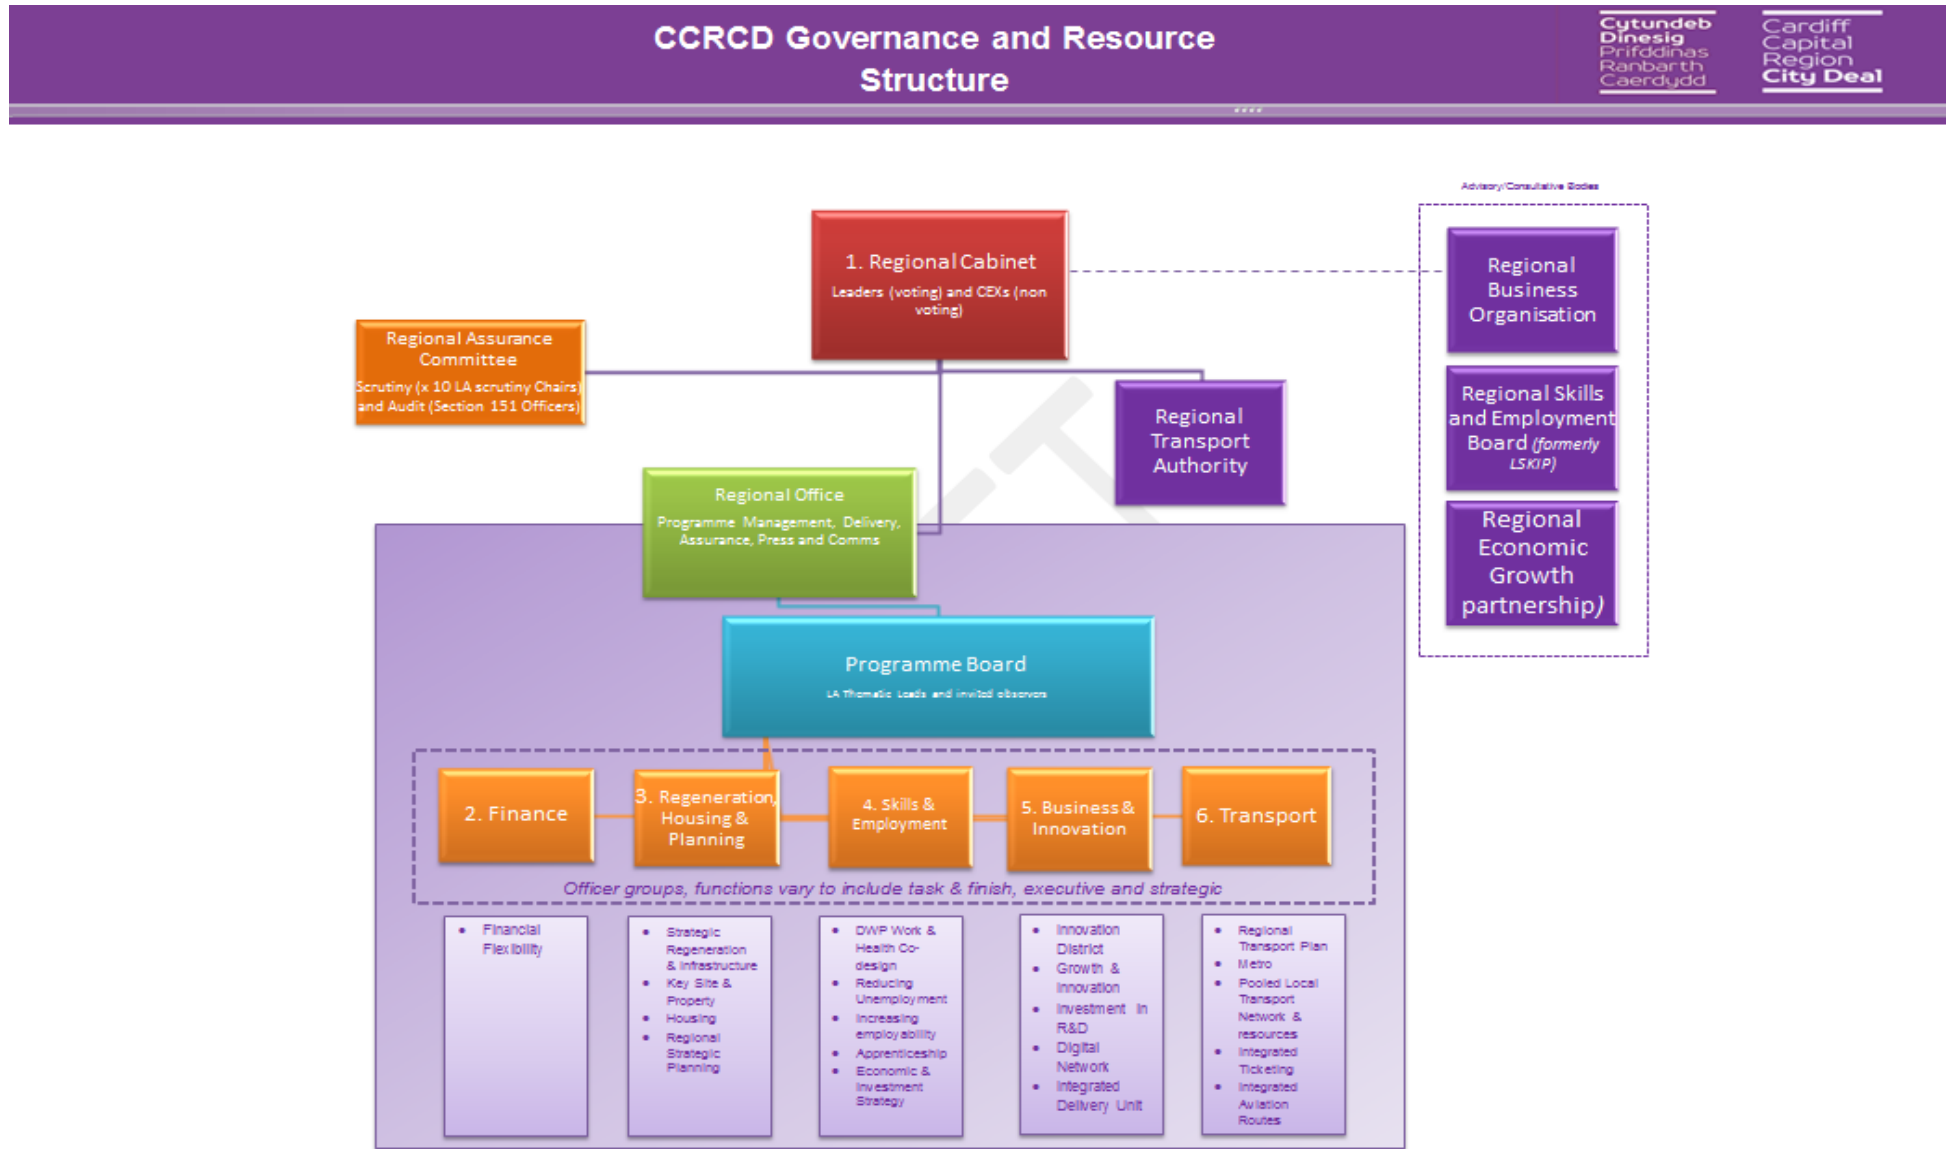 CCRCD Governance and Resource
Structure
Cytundeb
Dinesig
Prifddinas
Ranbarth
Caerdydd
Cardiff
Capital
Region
City Deal
Advisory/Consultative Bodies
1. Regional Cabinet
Leaders (voting) and CEXs (non
voting)
Regional
Business
Organisation
Regional Assurance
Committee
Scrutiny (x 10 LA scrutiny Chairs)
and Audit (Section 151 Officers)
Regional
Transport
Authority
Regional Skills
and Employment
Board (formerly
LSKIP)
Regional Office
Programme Management, Delivery,
Assurance, Press and Comms
Regional
Economic
Growth
partnership)
Programme Board
LA Thematic Leads and invited observers
2. Finance
3. Regeneration,
Housing &
Planning
4. Skills &
Employment
5. Business &
Innovation
6. Transport
Officer groups, functions vary to include task & finish, executive and strategic
• Financial
Flexibility
• Strategic
Regeneration
& Infrastructure
• Key Site &
Property
• Housing
• Regional
Strategic
Planning
• DWP Work &
Health Co-
design
• Reducing
Unemployment
• Increasing
employability
• Apprenticeship
• Economic &
Investment
Strategy
• Innovation
District
• Growth &
Innovation
• Investment in
R&D
• Digital
Network
• Integrated
Delivery Unit
• Regional
Transport Plan
• Metro
• Pooled Local
Transport
Network &
resources
• Integrated
Ticketing
• Integrated
Aviation
Routes